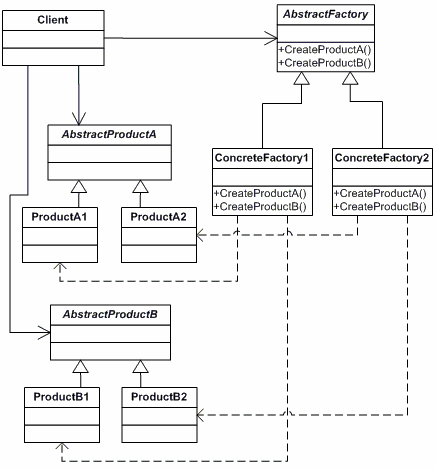 Client
AbstractFactory
+CreateProductA()
+CreateProductB()
AbstractProductA
ConcreteFactory1
+CreateProductA()
+CreateProductB()
ConcreteFactory2
+CreateProductA()
+CreateProductB()
ProductA1
ProductA2
AbstractProductB
ProductB1
ProductB2